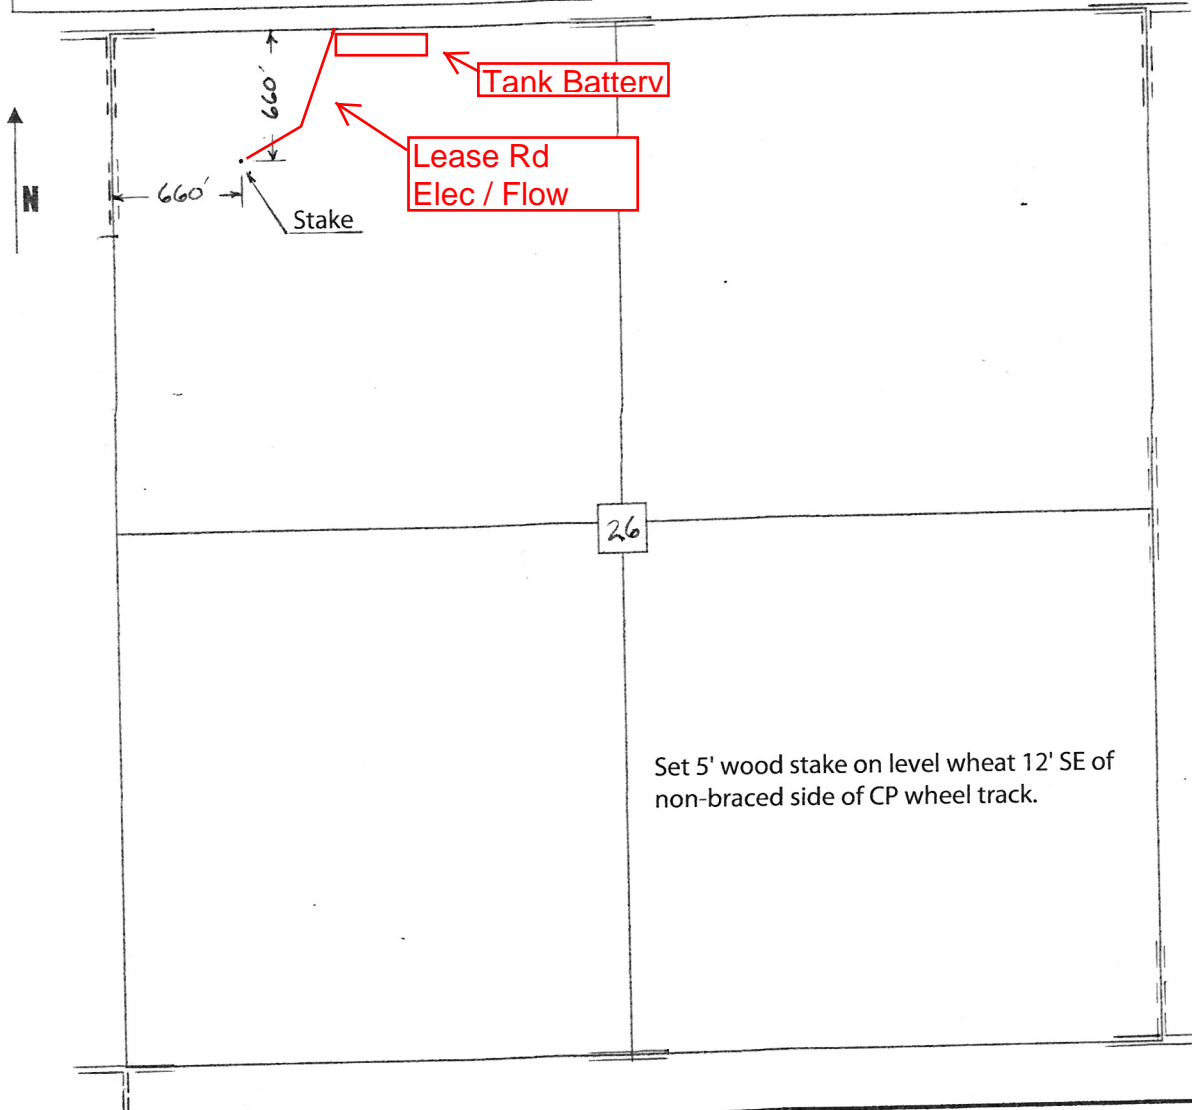 660'
Tank Battery
Lease Rd
Elec / Flow
N
660'
Stake
26
Set 5' wood stake on level wheat 12' SE of
non-braced side of CP wheel track.